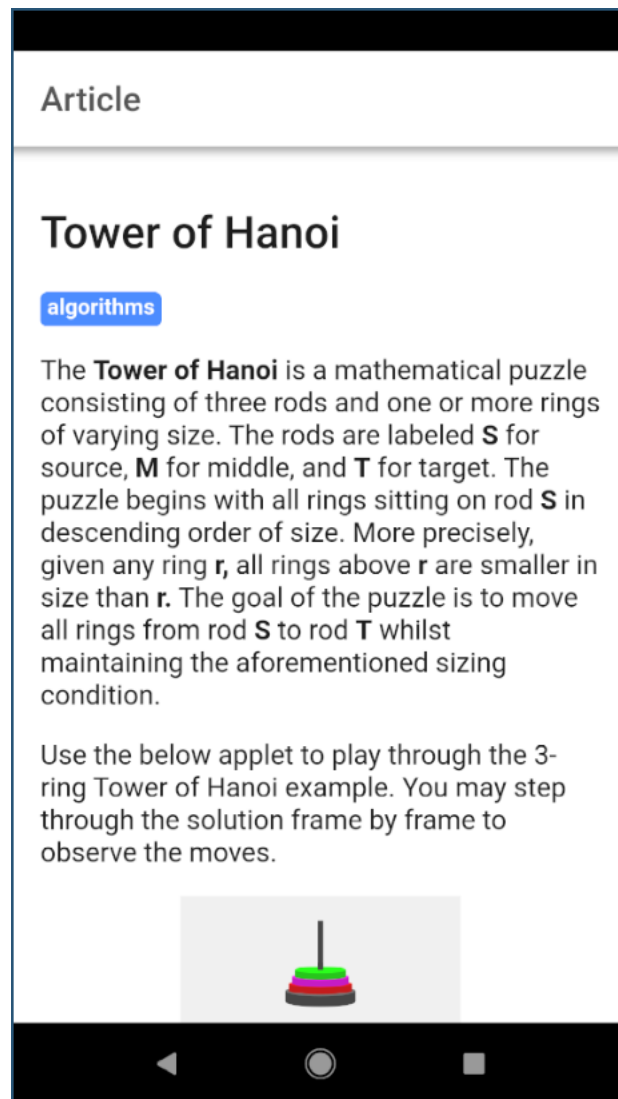 Article
Tower of Hanoi
algorithms
The Tower of Hanoi is a mathematical puzzle
consisting of three rods and one or more rings
of varying size. The rods are labeled S for
source, M for middle, and T for target. The
puzzle begins with all rings sitting on rod S in
descending order of size. More precisely,
given any ring r, all rings above r are smaller in
size than r. The goal of the puzzle is to move
all rings from rod S to rod T whilst
maintaining the aforementioned sizing
condition.
Use the below applet to play through the 3-
ring Tower of Hanoi example. You may step
through the solution frame by frame to
observe the moves.